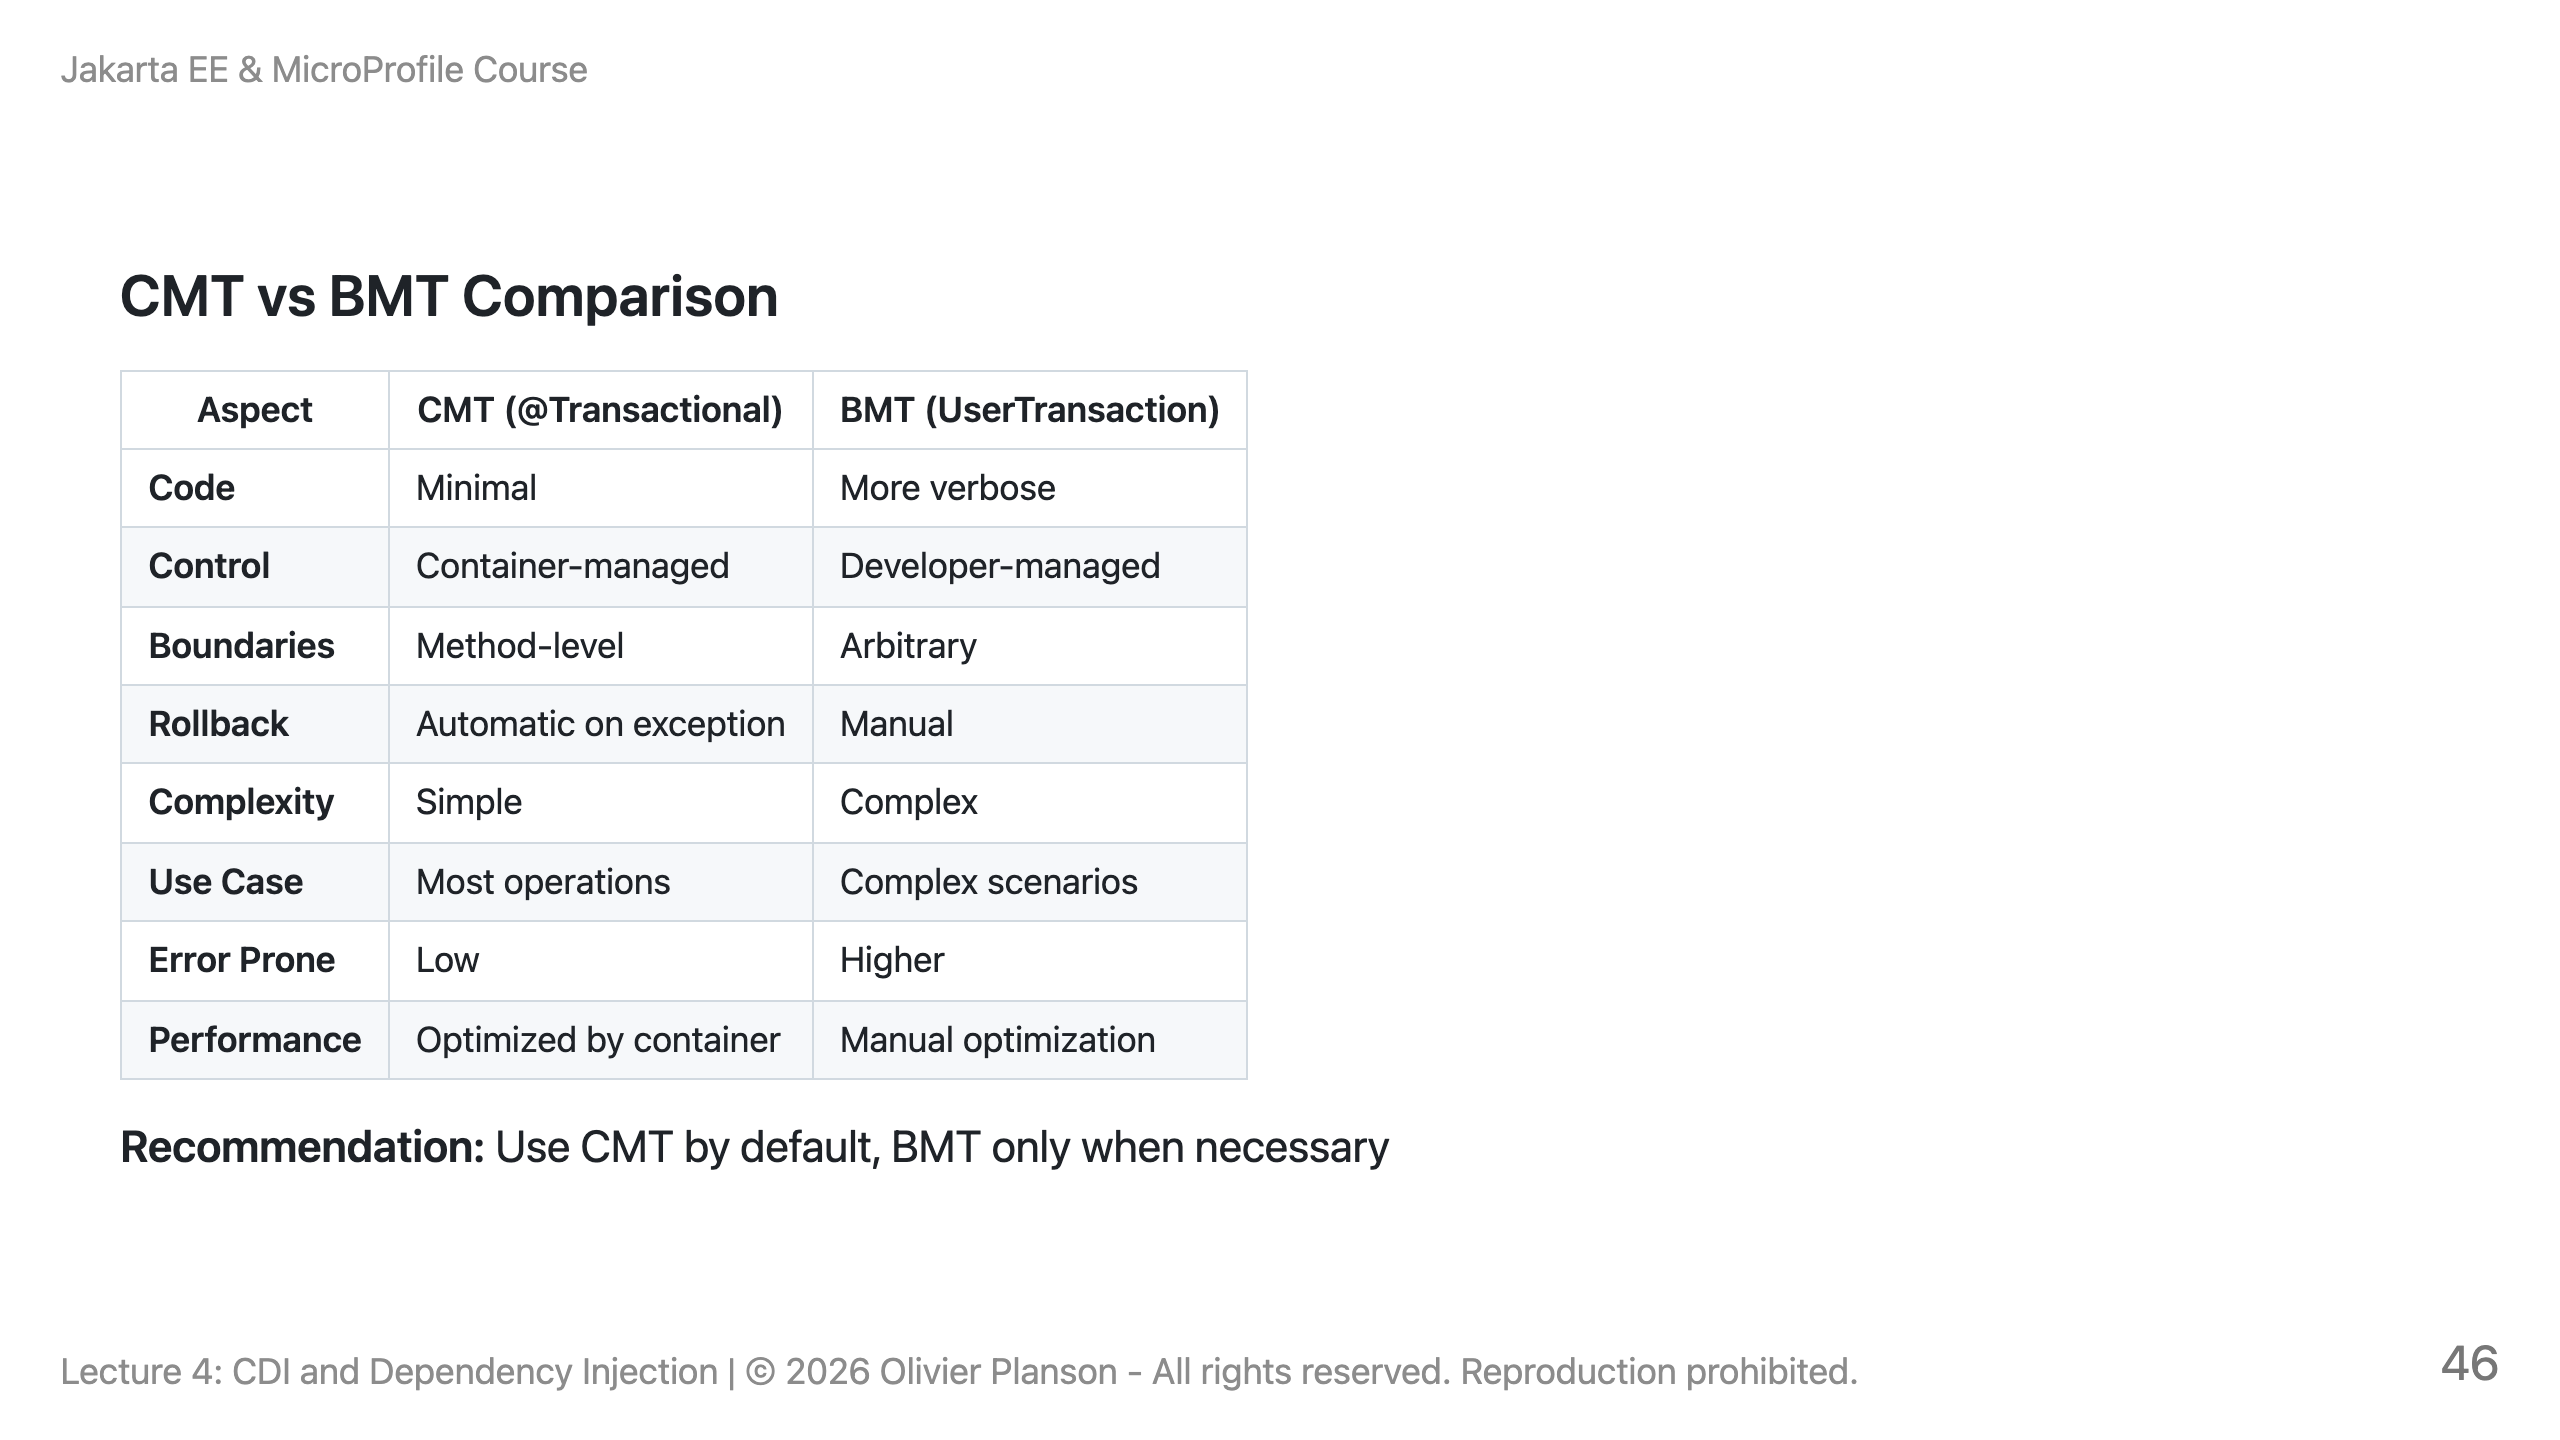 Jakarta EE & MicroProfile Course
CMT vs BMT Comparison
Aspect CMT (@Transactional) BMT (UserTransaction)
Code Minimal More verbose
Control Container-managed Developer-managed
Boundaries Method-level Arbitrary
Rollback Automatic on exception Manual
Complexity Simple Complex
Use Case Most operations Complex scenarios
Error Prone Low Higher
Performance Optimized by container Manual optimization
Recommendation: Use CMT by default, BMT only when necessary
Lecture 4: CDI and Dependency Injection | © 2026 Olivier Planson - All rights reserved. Reproduction prohibited.
46